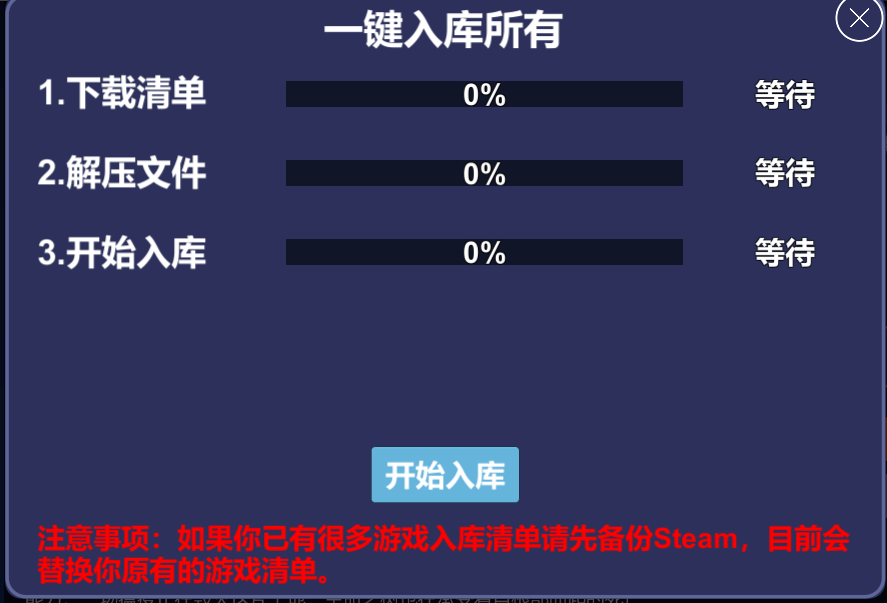 一键入库所有
1.下载清单 0% 等待
2.解压文件 0% 等待
3.开始入库 0% 等待
开始入库
注意事项：如果你已有很多游戏入库清单请先备份Steam，目前会
替换你原有的游戏清单。